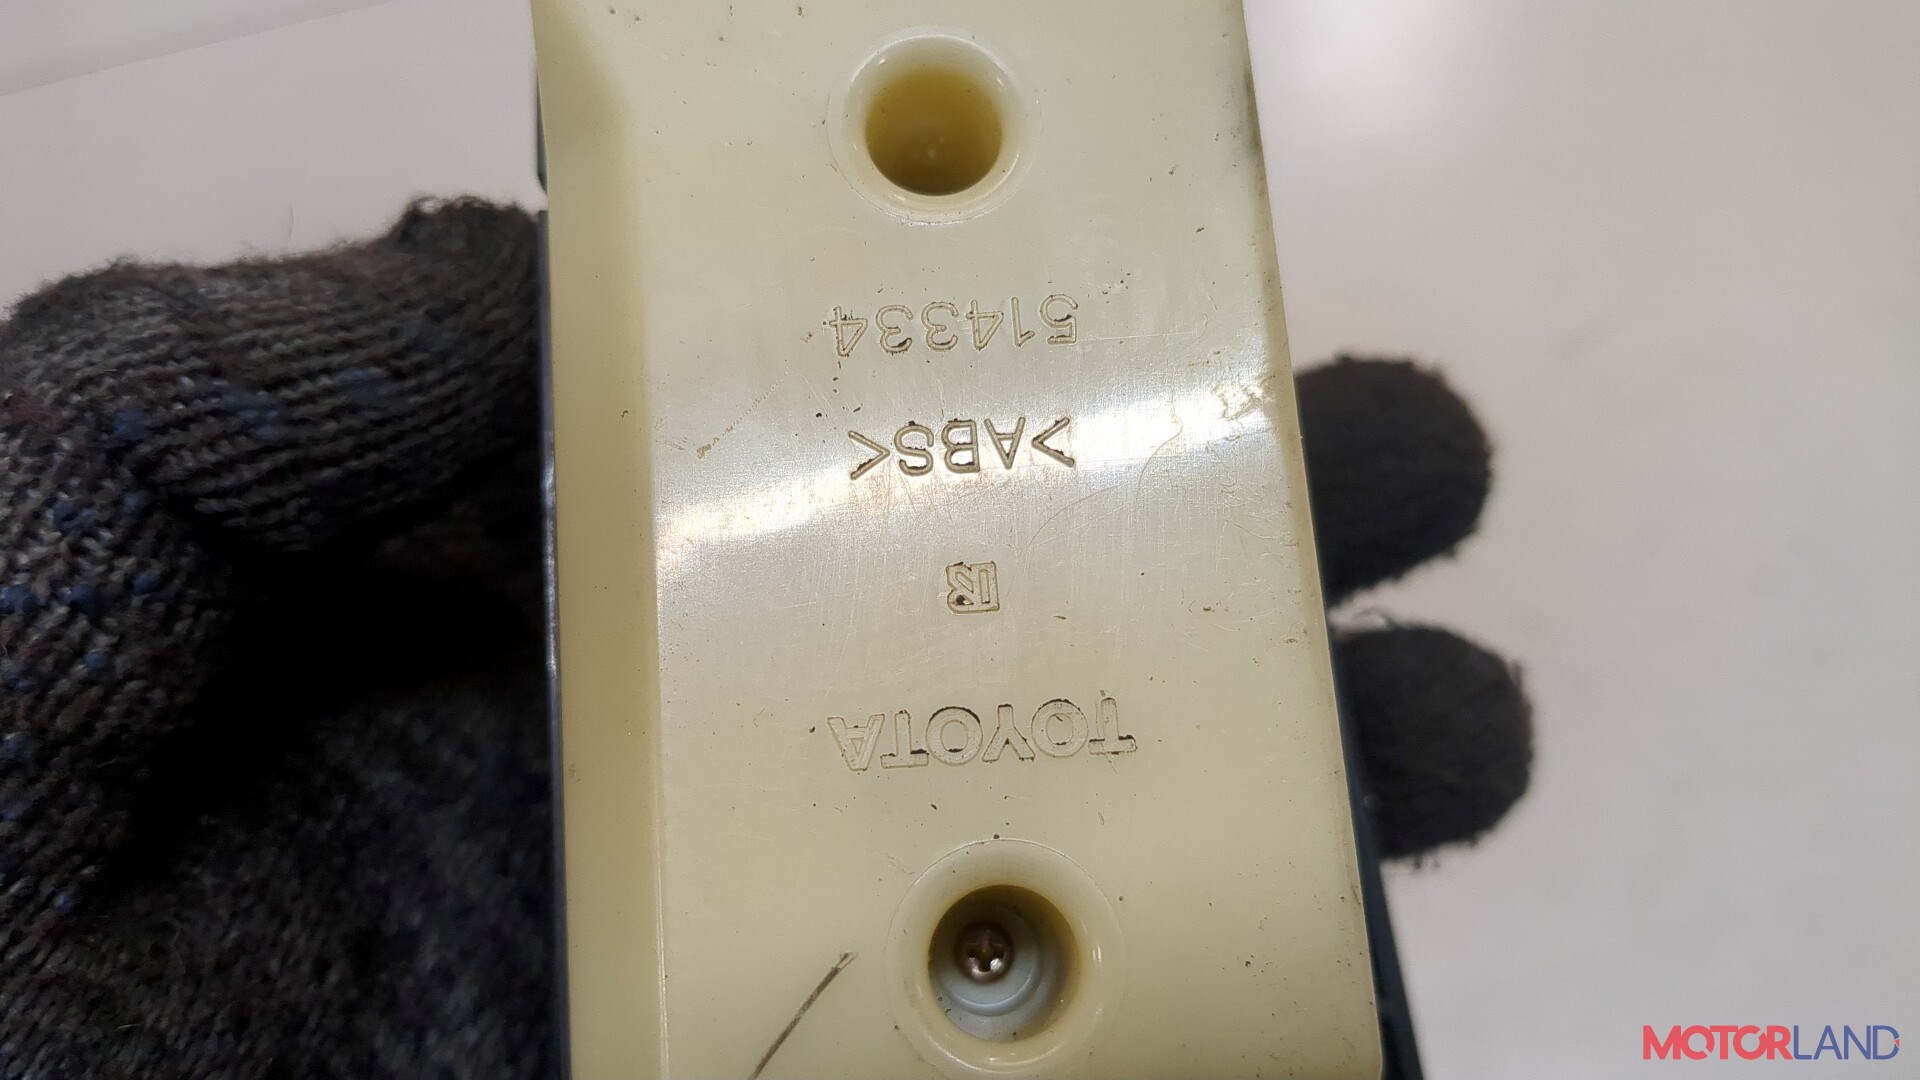 TOYOTA
>ABS<
514334
MOTORLAND